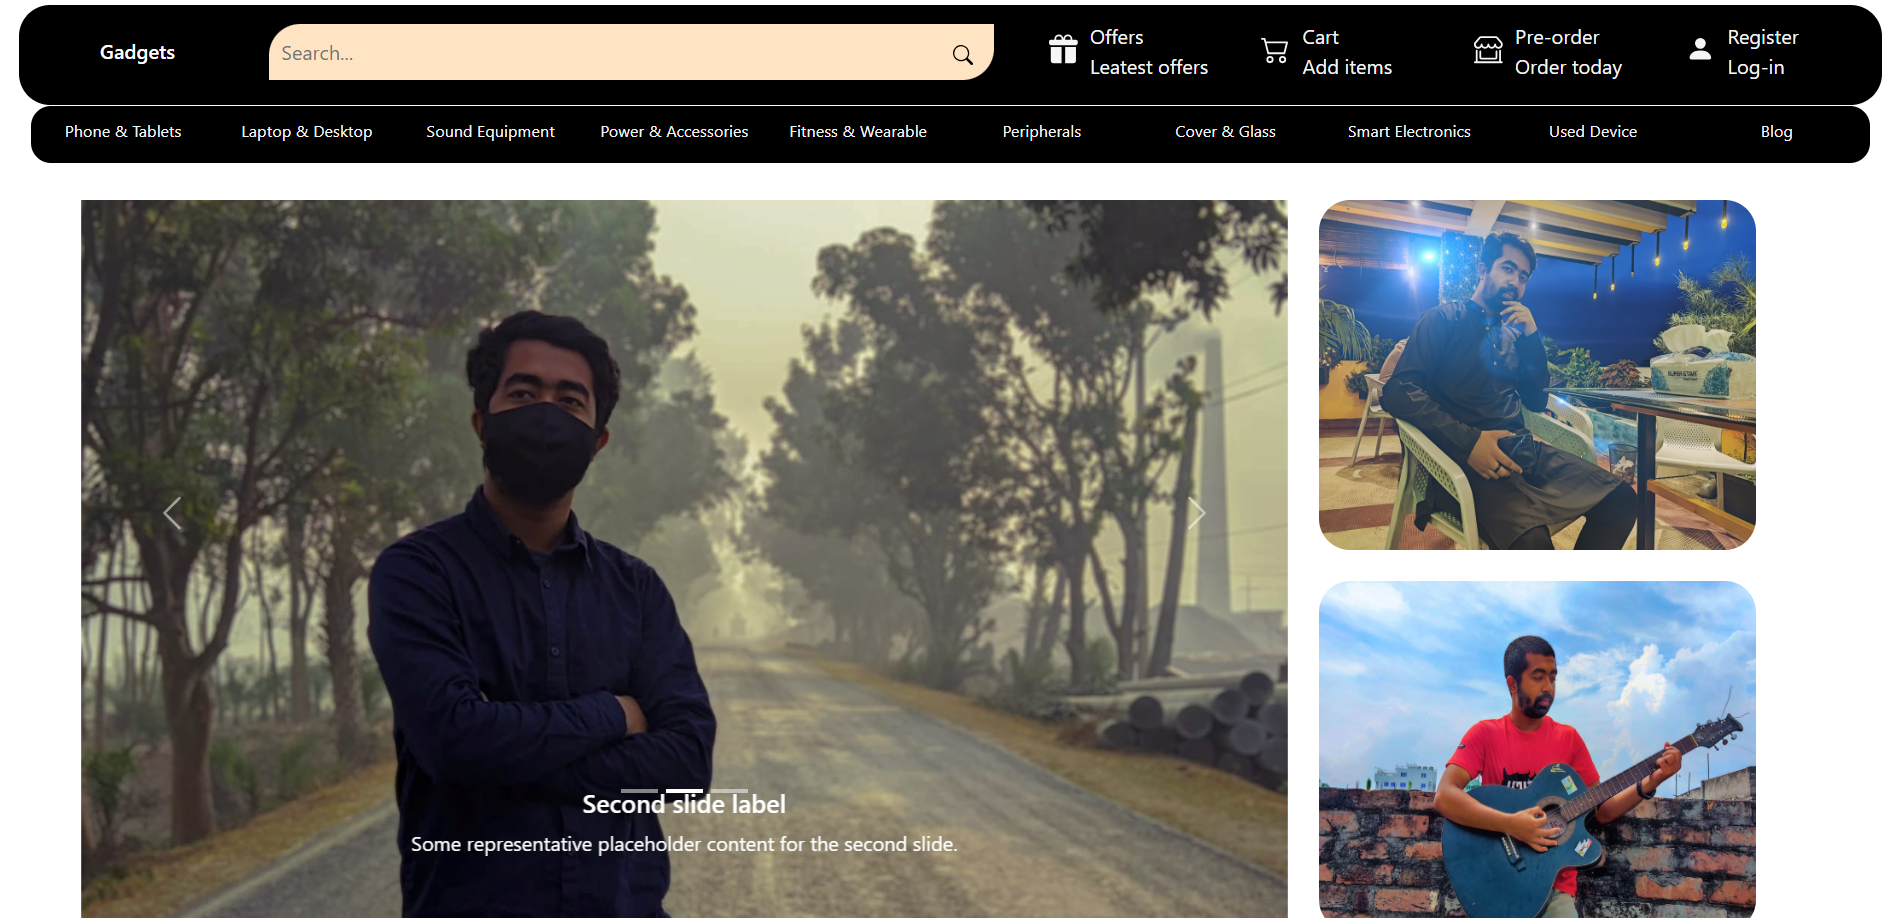 Gadgets
Search...
Offers
Leatest offers
Cart
Add items
Pre-order
Order today
Register
Log-in
Phone & Tablets
Laptop & Desktop
Sound Equipment
Power & Accessories
Fitness & Wearable
Peripherals
Cover & Glass
Smart Electronics
Used Device
Blog
SUPER STAR
Second slide label
Some representative placeholder content for the second slide.